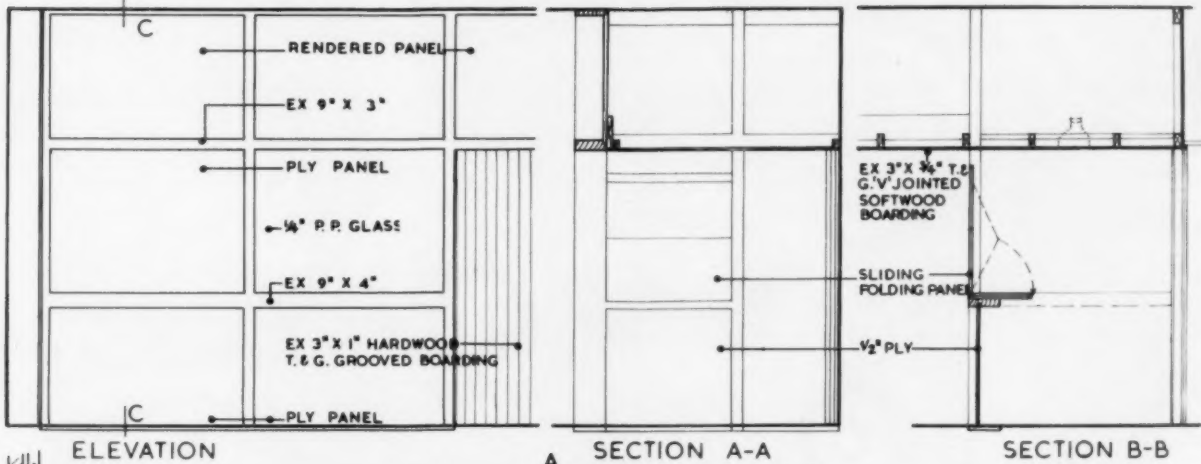 C
RENDERED PANEL
EX 9" X 3"
PLY PANEL
¼" P.P. GLASS
EX 9" X 4"
EX 3" X 1" HARDWOOD
T. & G. GROOVED BOARDING
C
PLY PANEL
ELEVATION
A
SECTION A-A
EX 3" X ¾" T. &
G. 'V' JOINTED
SOFTWOOD
BOARDING
SLIDING
FOLDING PANEL
½" PLY
SECTION B-B